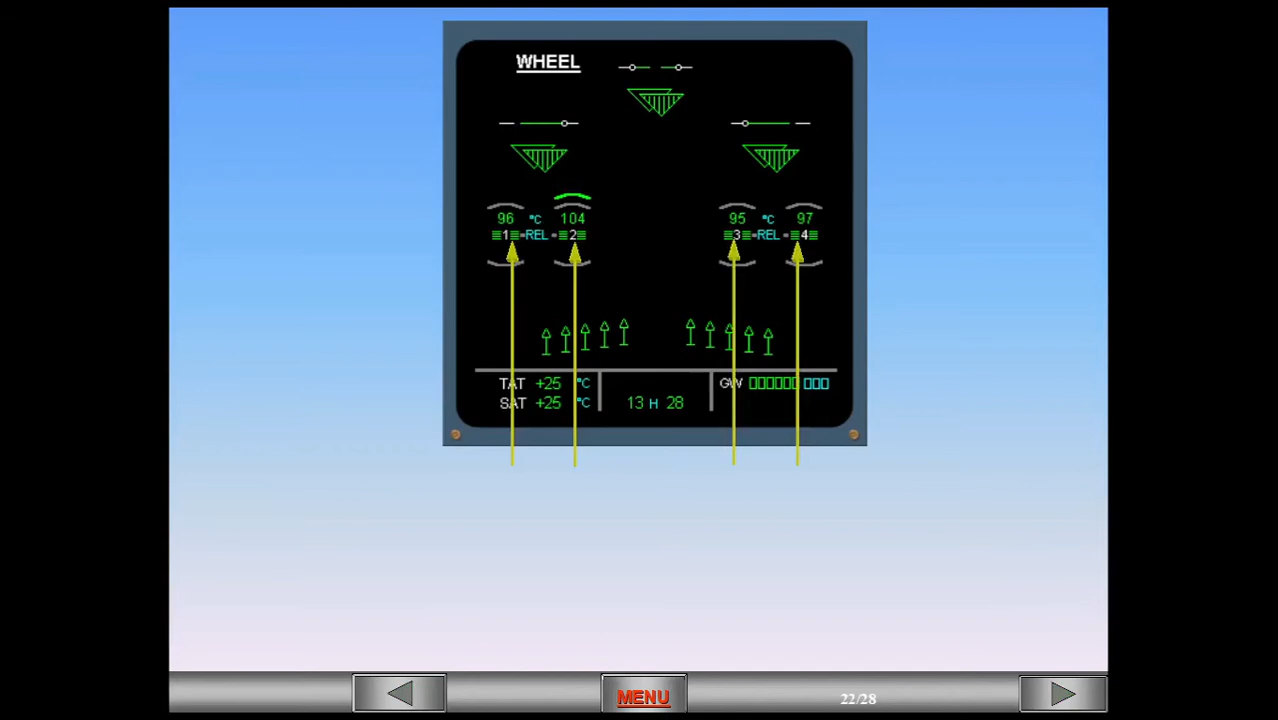 WHEEL
96 °C 104 95 °C 97
1 REL 2 3 REL 4
TAT +25 °C GW
SAT +25 °C 13 H 28
MENU 22/28